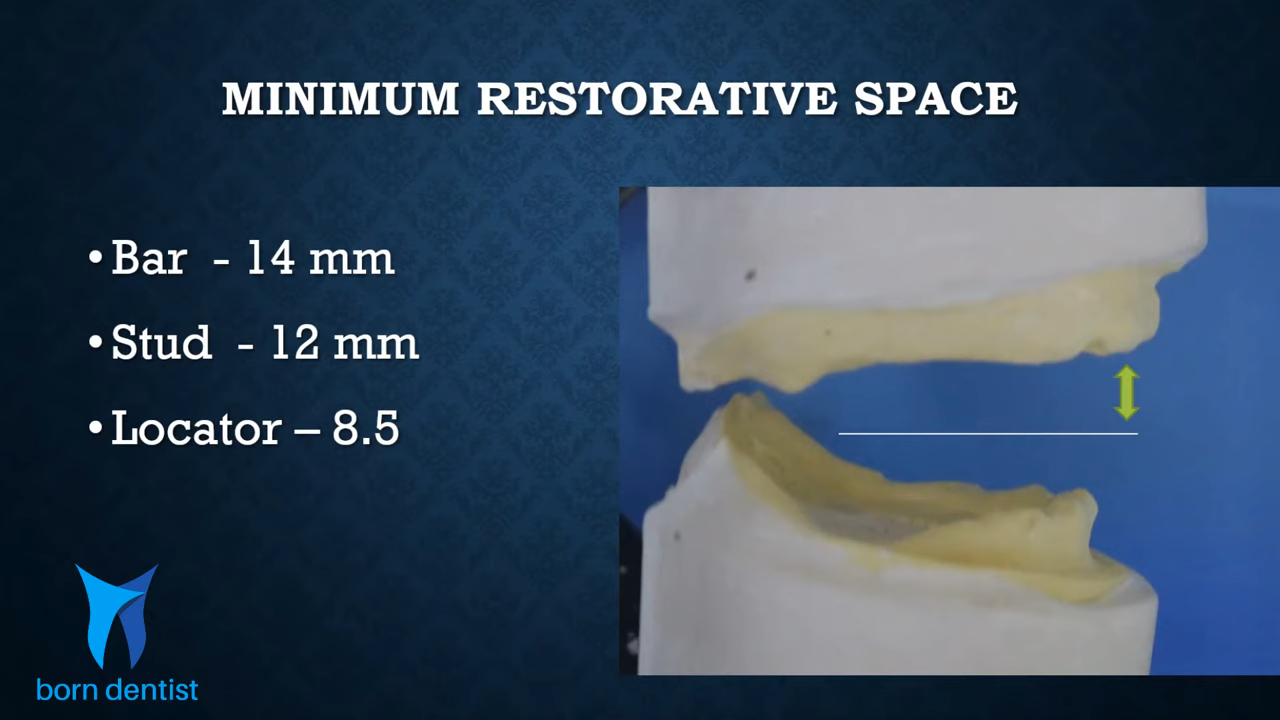 MINIMUM RESTORATIVE SPACE
• Bar - 14 mm
• Stud - 12 mm
• Locator – 8.5
born dentist